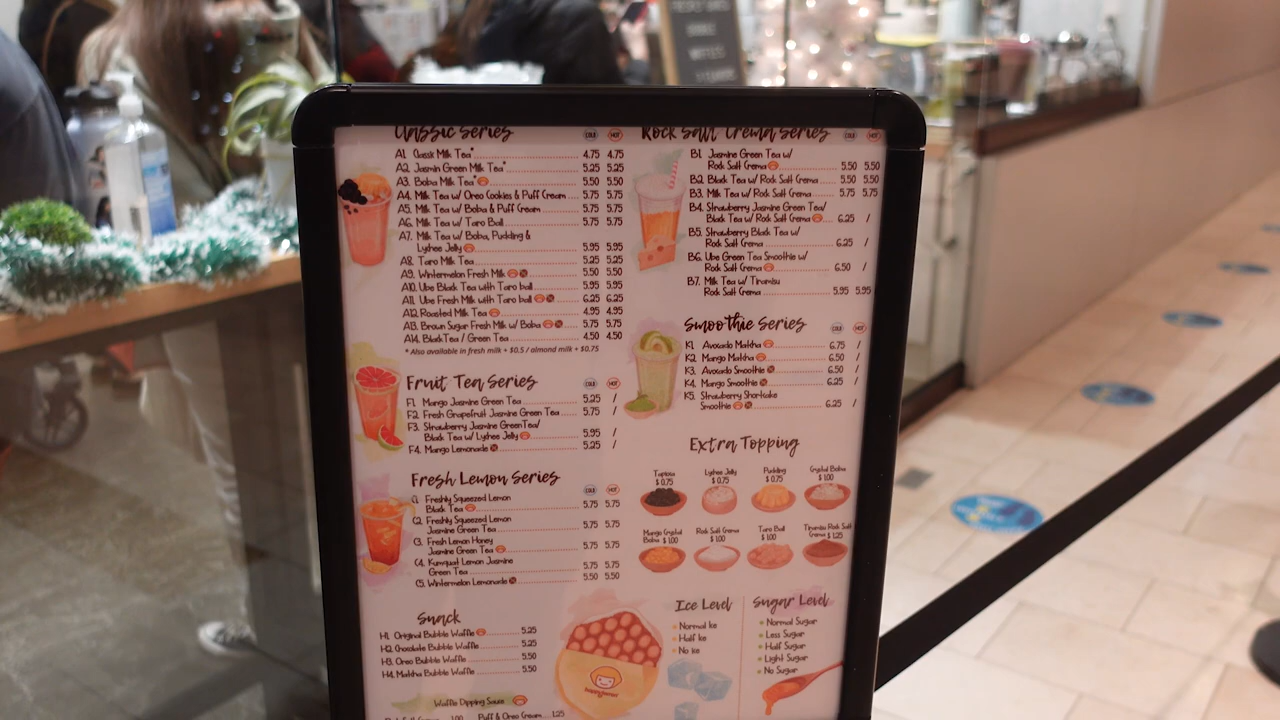 Classic Series COLD HOT
A1. Classic Milk Tea* 4.75 4.75
A2. Jasmin Green Milk Tea* 5.25 5.25
A3. Boba Milk Tea* 5.50 5.50
A4. Milk Tea w/ Oreo Cookies & Puff Cream 5.75 5.75
A5. Milk Tea w/ Boba & Puff Cream 5.75 5.75
A6. Milk Tea w/ Taro Ball 5.75 5.75
A7. Milk Tea w/ Boba, Pudding &
Lychee Jelly 5.95 5.95
A8. Taro Milk Tea 5.25 5.25
A9. Wintermelon Fresh Milk 5.50 5.50
A10. Ube Black Tea with Taro ball 5.95 5.95
A11. Ube Fresh Milk with Taro ball 6.25 6.25
A12. Roasted Milk Tea 4.95 4.95
A13. Brown Sugar Fresh Milk w/ Boba 5.75 5.75
A14. Black Tea / Green Tea 4.50 4.50
* Also available in fresh milk + $0.5 / almond milk + $0.75
Fruit Tea Series COLD HOT
F1. Mango Jasmine Green Tea 5.25 /
F2. Fresh Grapefruit Jasmine Green Tea 5.75 /
F3. Strawberry Jasmine GreenTea/
Black Tea w/ Lychee Jelly 5.95 /
F4. Mango Lemonade 5.25 /
Fresh Lemon Series COLD HOT
C1. Freshly Squeezed Lemon
Black Tea 5.75 5.75
C2. Freshly Squeezed Lemon
Jasmine Green Tea 5.75 5.75
C3. Fresh Lemon Honey
Jasmine Green Tea 5.75 5.75
C4. Kumquat Lemon Jasmine
Green Tea 5.75 5.75
C5. Wintermelon Lemonade 5.50 5.50
Snack
H1. Original Bubble Waffle 5.25
H2. Chocolate Bubble Waffle 5.25
H3. Oreo Bubble Waffle 5.50
H4. Matcha Bubble Waffle 5.50
Waffle Dipping Sauce
1.00 Puff & Oreo Cream 1.25
Rock Salt Crema Series COLD HOT
B1. Jasmine Green Tea w/
Rock Salt Crema 5.50 5.50
B2. Black Tea w/ Rock Salt Crema 5.50 5.50
B3. Milk Tea w/ Rock Salt Crema 5.75 5.75
B4. Strawberry Jasmine Green Tea/
Black Tea w/ Rock Salt Crema 6.25 /
B5. Strawberry Black Tea w/
Rock Salt Crema 6.25 /
B6. Ube Green Tea Smoothie w/
Rock Salt Crema 6.50 /
B7. Milk Tea w/ Tiramisu
Rock Salt Crema 5.95 5.95
Smoothie Series COLD HOT
K1. Avocado Matcha 6.75 /
K2. Mango Matcha 6.50 /
K3. Avocado Smoothie 6.50 /
K4. Mango Smoothie 6.25 /
K5. Strawberry Shortcake
Smoothie 6.25 /
Extra Topping
Tapioca $ 0.75
Lychee Jelly $ 0.75
Pudding $ 0.75
Crystal Boba $ 1.00
Mango Crystal Boba $ 1.00
Rock Salt Crema $ 1.00
Taro Ball $ 1.00
Tiramisu Rock Salt Crema $ 1.25
Ice Level
Normal Ice
Half Ice
No Ice
Sugar Level
Normal Sugar
Less Sugar
Half Sugar
Light Sugar
No Sugar